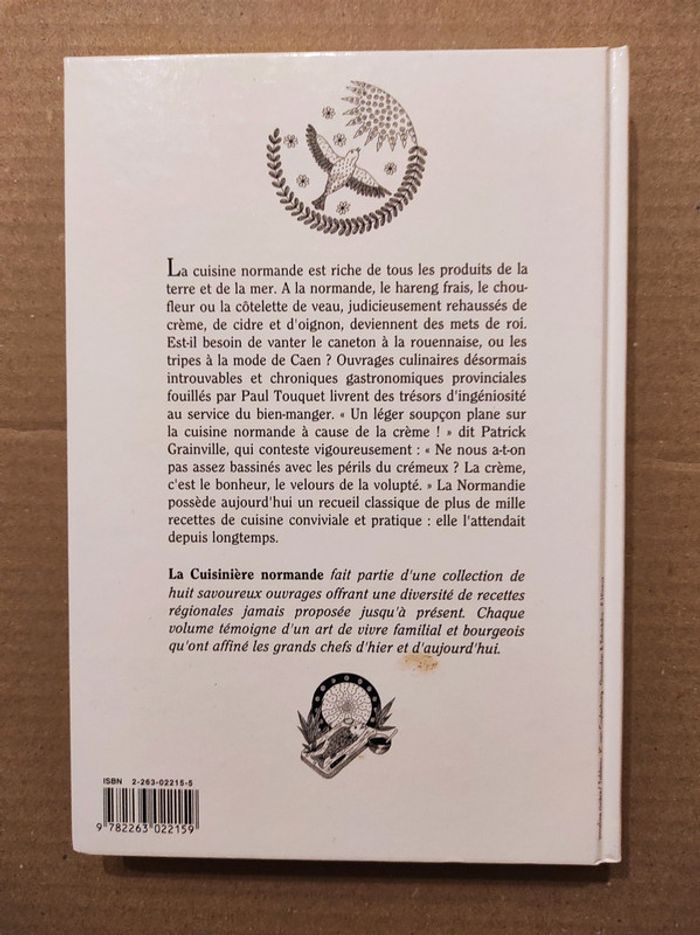 La cuisine normande est riche de tous les produits de la
terre et de la mer. A la normande, le hareng frais, le chou-
fleur ou la côtelette de veau, judicieusement rehaussés de
crème, de cidre et d'oignon, deviennent des mets de roi.
Est-il besoin de vanter le caneton à la rouennaise, ou les
tripes à la mode de Caen ? Ouvrages culinaires désormais
introuvables et chroniques gastronomiques provinciales
fouillés par Paul Touquet livrent des trésors d'ingéniosité
au service du bien-manger. « Un léger soupçon plane sur
la cuisine normande à cause de la crème ! » dit Patrick
Grainville, qui conteste vigoureusement : « Ne nous a-t-on
pas assez bassinés avec les périls du crémeux ? La crème,
c'est le bonheur, le velours de la volupté. » La Normandie
possède aujourd'hui un recueil classique de plus de mille
recettes de cuisine conviviale et pratique : elle l'attendait
depuis longtemps.
La Cuisinière normande fait partie d'une collection de
huit savoureux ouvrages offrant une diversité de recettes
régionales jamais proposée jusqu'à présent. Chaque
volume témoigne d'un art de vivre familial et bourgeois
qu'ont affiné les grands chefs d'hier et d'aujourd'hui.
ISBN 2-263-02215-5
9 782263 022159